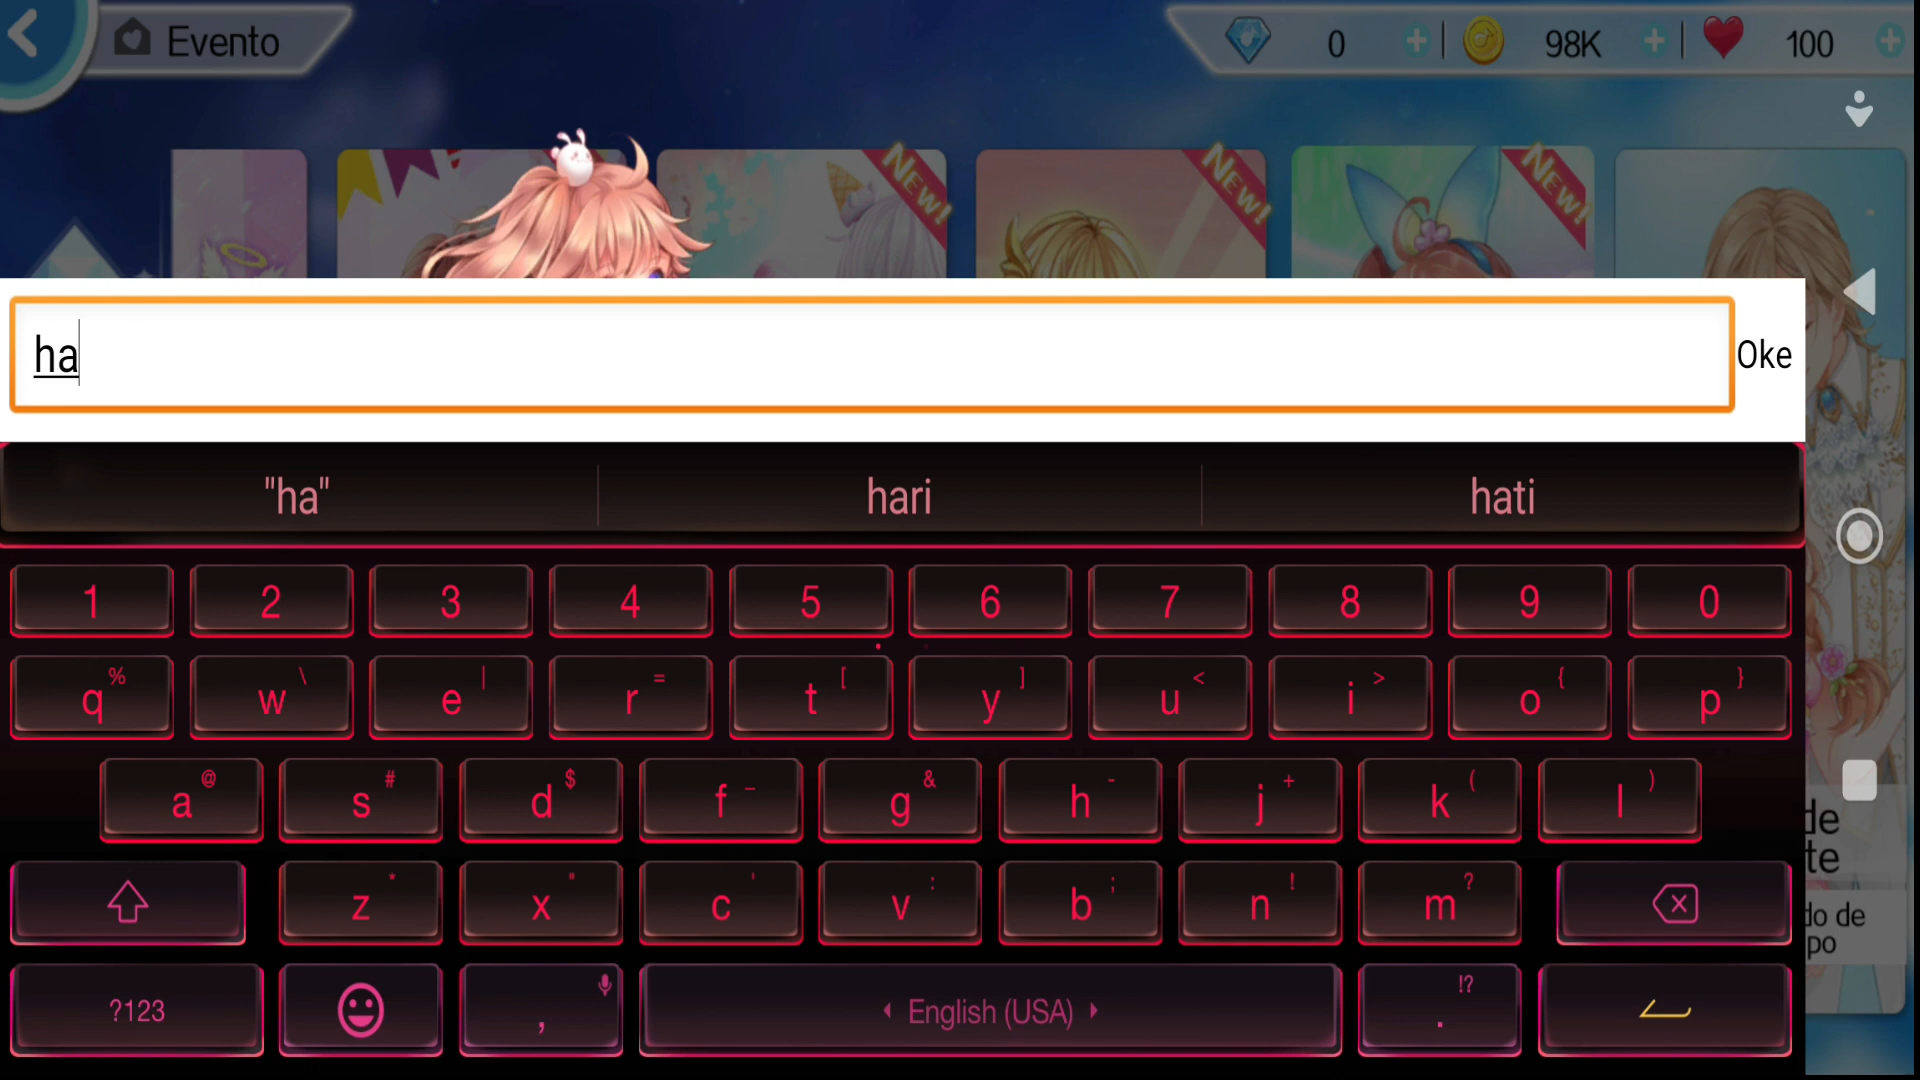 Evento
0 + 98K + 100 +
NEW! NEW! NEW!
ha
Oke
"ha" hari hati
1 2 3 4 5 6 7 8 9 0
q % w \ e | r = t [ y ] u < i > o { p }
a @ s # d $ f _ g & h - j + k ( l )
z * x " c ' v : b ; n ! m ?
?123 , English (USA) . !?
de
te
do de
po